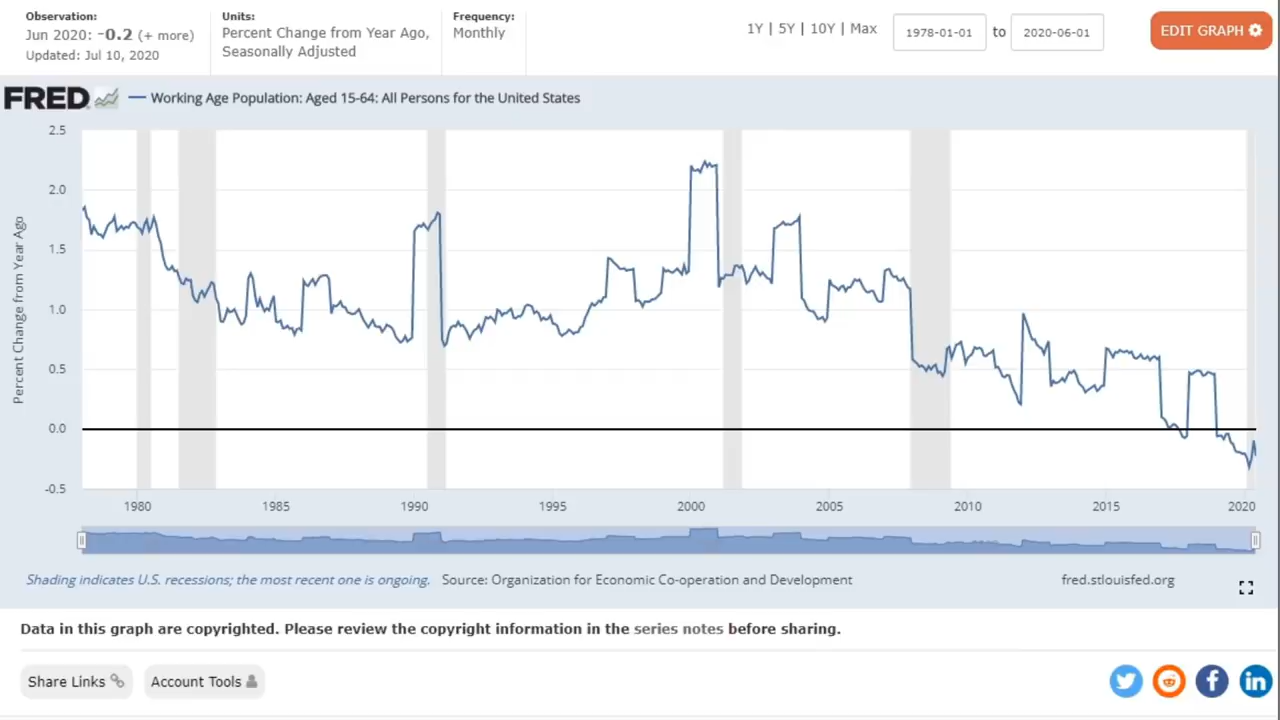 Observation:
Jun 2020: -0.2 (+ more)
Updated: Jul 10, 2020
Units:
Percent Change from Year Ago,
Seasonally Adjusted
Frequency:
Monthly
1Y | 5Y | 10Y | Max
1978-01-01 to 2020-06-01
EDIT GRAPH
FRED
Working Age Population: Aged 15-64: All Persons for the United States
Percent Change from Year Ago
2.5
2.0
1.5
1.0
0.5
0.0
-0.5
1980 1985 1990 1995 2000 2005 2010 2015 2020
Shading indicates U.S. recessions; the most recent one is ongoing. Source: Organization for Economic Co-operation and Development fred.stlouisfed.org
Data in this graph are copyrighted. Please review the copyright information in the series notes before sharing.
Share Links Account Tools